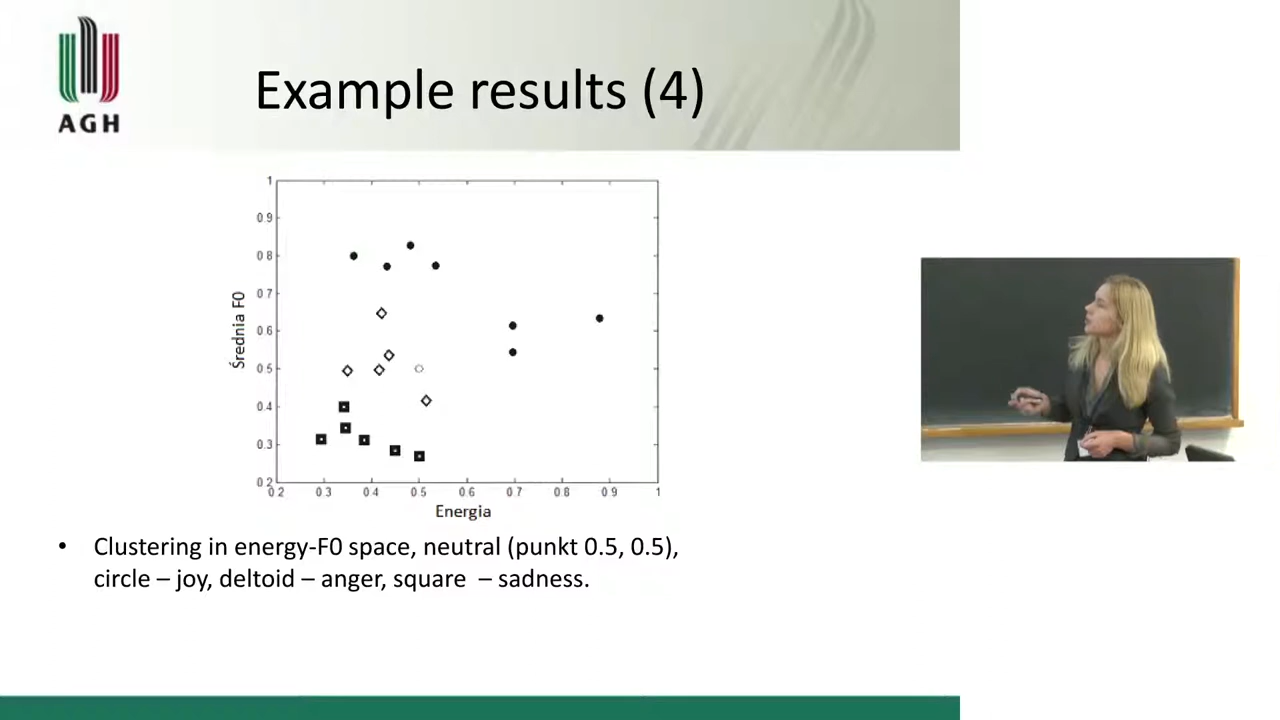 AGH
Example results (4)
1
0.9
0.8
0.7
0.6
0.5
0.4
0.3
0.2
Średnia F0
0.2 0.3 0.4 0.5 0.6 0.7 0.8 0.9 1
Energia
• Clustering in energy-F0 space, neutral (punkt 0.5, 0.5),
circle – joy, deltoid – anger, square – sadness.